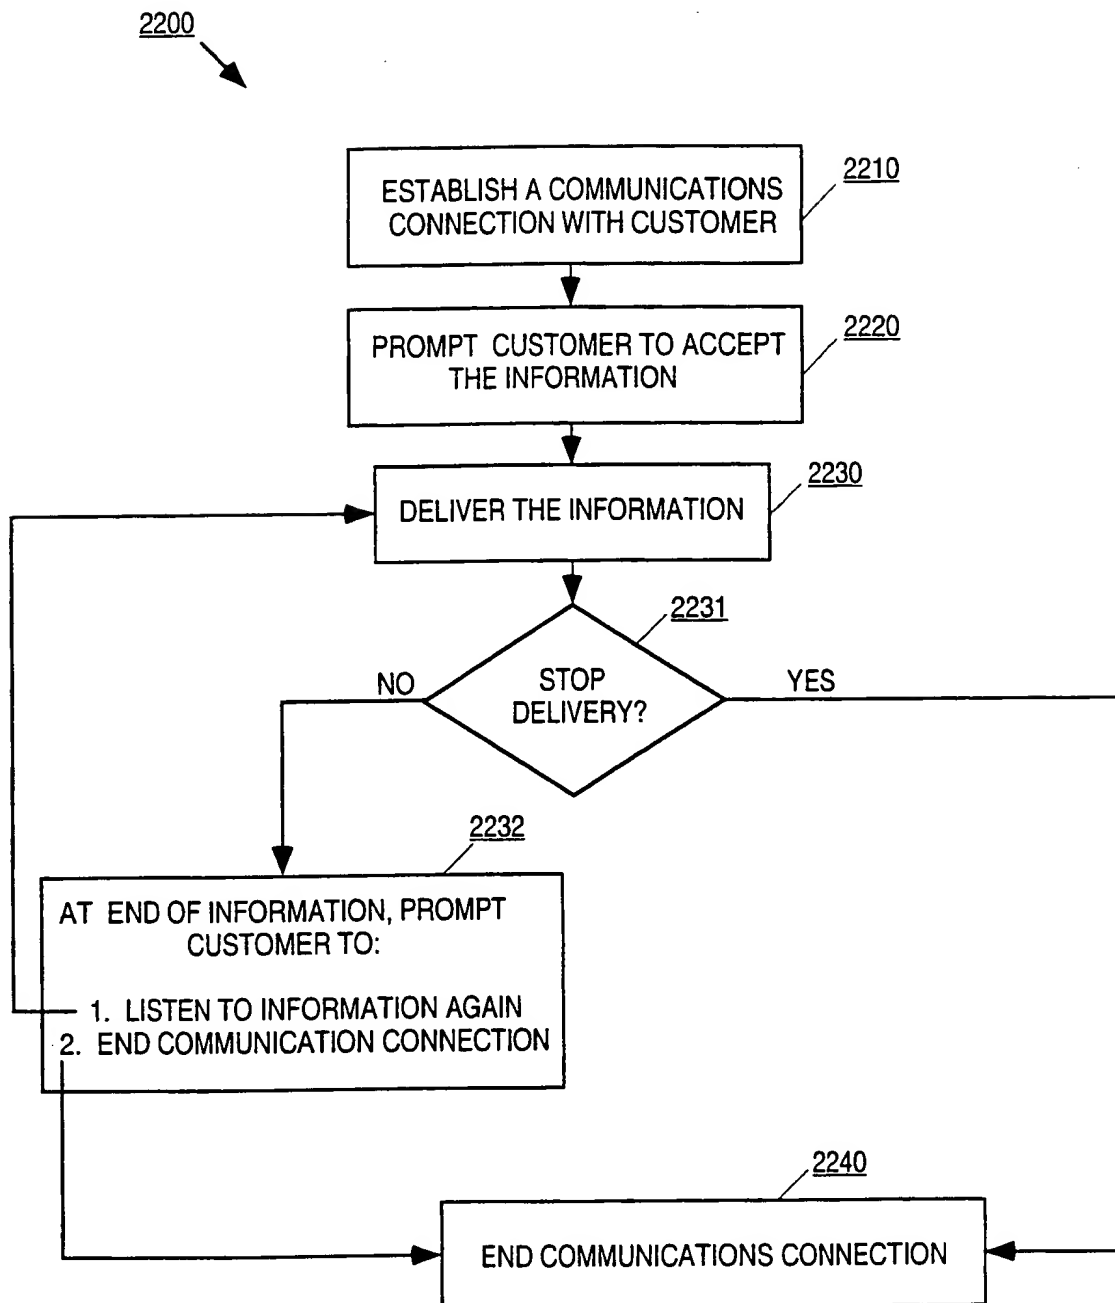 2200
ESTABLISH A COMMUNICATIONS
CONNECTION WITH CUSTOMER
2210
PROMPT CUSTOMER TO ACCEPT
THE INFORMATION
2220
DELIVER THE INFORMATION
2230
2231
STOP
DELIVERY?
NO
YES
2232
AT END OF INFORMATION, PROMPT
CUSTOMER TO:
1. LISTEN TO INFORMATION AGAIN
2. END COMMUNICATION CONNECTION
2240
END COMMUNICATIONS CONNECTION